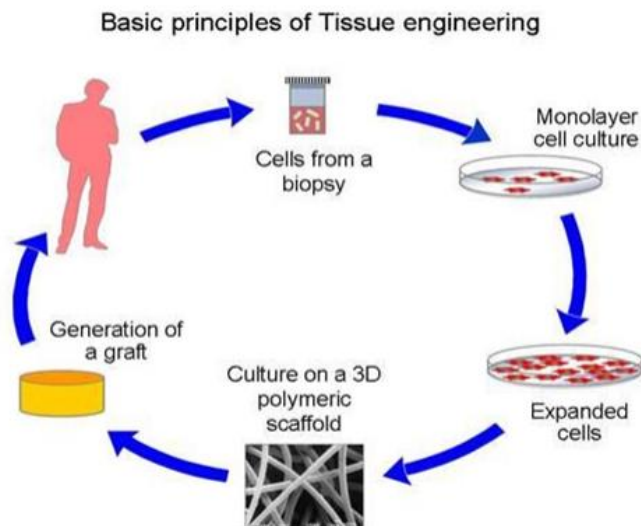 Basic principles of Tissue engineering
Cells from a
biopsy
Monolayer
cell culture
Expanded
cells
Culture on a 3D
polymeric
scaffold
Generation of
a graft